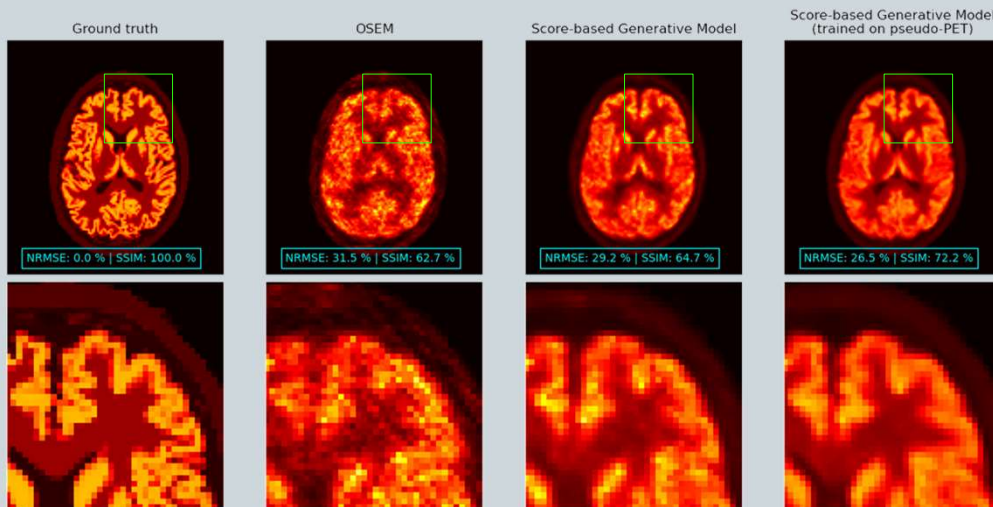 Ground truth
OSEM
Score-based Generative Model
Score-based Generative Model
(trained on pseudo-PET)
NRMSE: 0.0 % | SSIM: 100.0 %
NRMSE: 31.5 % | SSIM: 62.7 %
NRMSE: 29.2 % | SSIM: 64.7 %
NRMSE: 26.5 % | SSIM: 72.2 %